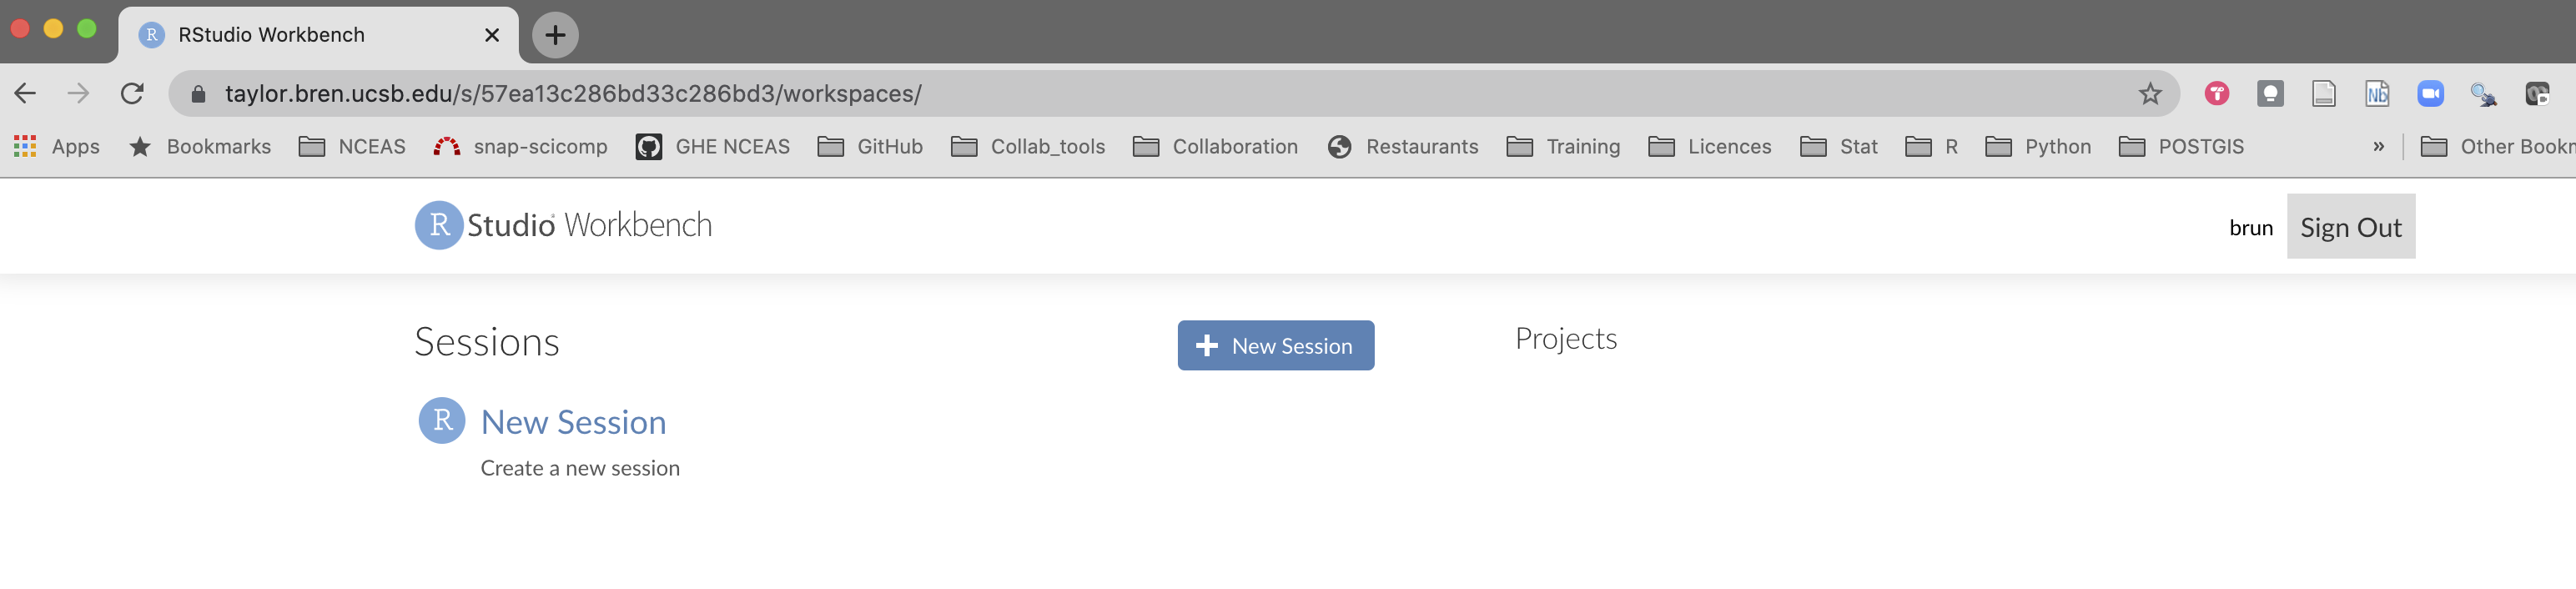 R RStudio Workbench
taylor.bren.ucsb.edu/s/57ea13c286bd33c286bd3/workspaces/
Apps Bookmarks NCEAS snap-scicomp GHE NCEAS GitHub Collab_tools Collaboration Restaurants Training Licences Stat R Python POSTGIS » Other Bookm
R Studio Workbench
brun Sign Out
Sessions
New Session
Projects
R New Session
Create a new session